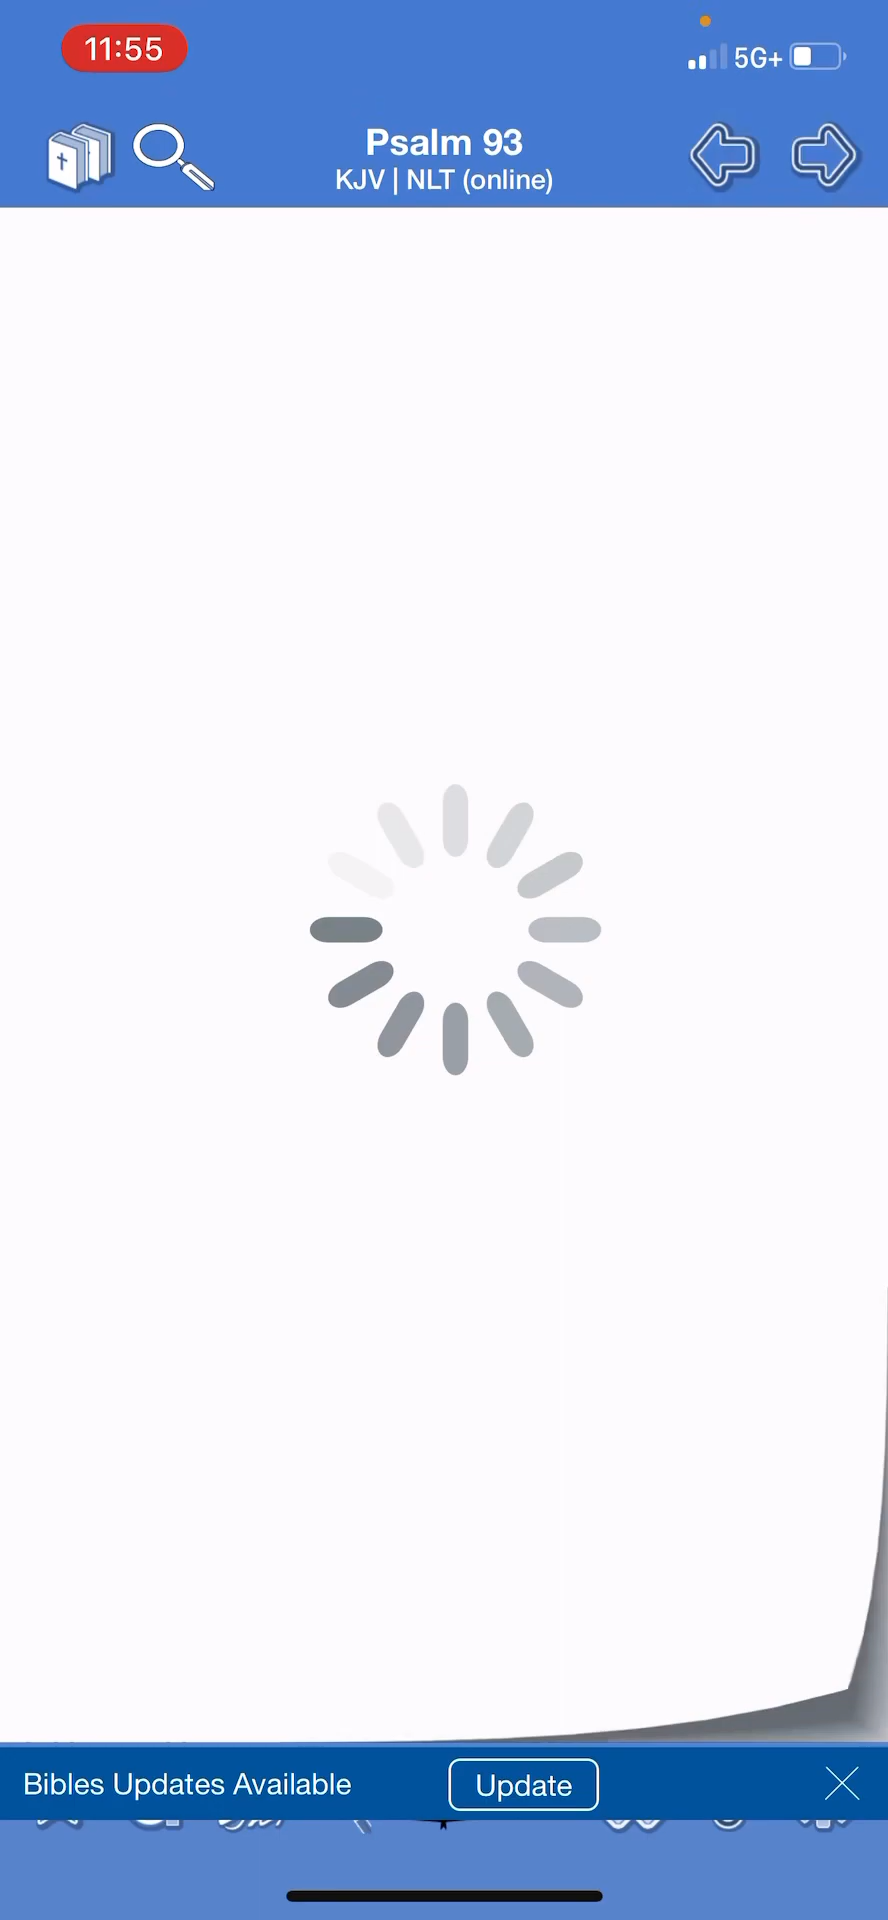 11:55
5G+
Psalm 93
KJV | NLT (online)
Bibles Updates Available
Update